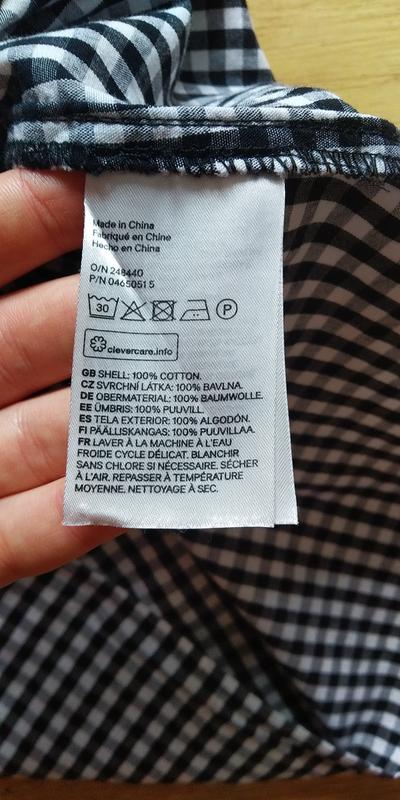 Made in China
Fabriqué en Chine
Hecho en China
O/N 248440
P/N 04650515
30 P
clevercare.info
GB SHELL: 100% COTTON.
CZ SVRCHNÍ LÁTKA: 100% BAVLNA.
DE OBERMATERIAL: 100% BAUMWOLLE.
EE ÜMBRIS: 100% PUUVILL.
ES TELA EXTERIOR: 100% ALGODÓN.
FI PÄÄLLISKANGAS: 100% PUUVILLAA.
FR LAVER À LA MACHINE À L'EAU
FROIDE CYCLE DÉLICAT. BLANCHIR
SANS CHLORE SI NÉCESSAIRE. SÉCHER
À L'AIR. REPASSER À TEMPÉRATURE
MOYENNE. NETTOYAGE À SEC.